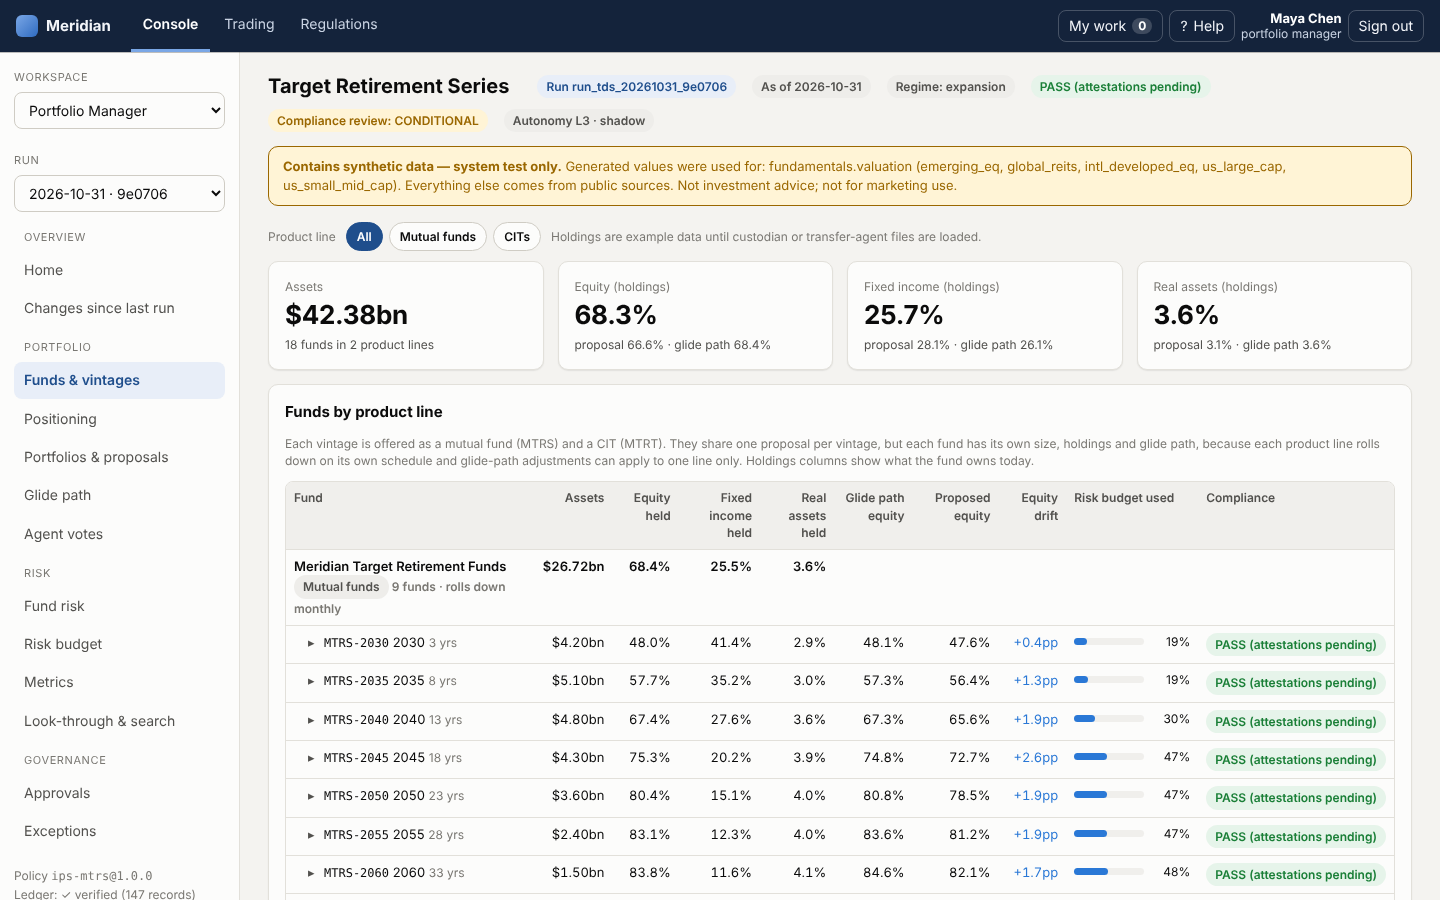 Meridian
Console
Trading
Regulations
My work 0
? Help
Maya Chen
portfolio manager
Sign out
WORKSPACE
Portfolio Manager
RUN
2026-10-31 · 9e0706
OVERVIEW
Home
Changes since last run
PORTFOLIO
Funds & vintages
Positioning
Portfolios & proposals
Glide path
Agent votes
RISK
Fund risk
Risk budget
Metrics
Look-through & search
GOVERNANCE
Approvals
Exceptions
Policy ips-mtrs@1.0.0
Ledger: ✓ verified (147 records)
Target Retirement Series
Run run_tds_20261031_9e0706
As of 2026-10-31
Regime: expansion
PASS (attestations pending)
Compliance review: CONDITIONAL
Autonomy L3 · shadow
Contains synthetic data — system test only. Generated values were used for: fundamentals.valuation (emerging_eq, global_reits, intl_developed_eq, us_large_cap,
us_small_mid_cap). Everything else comes from public sources. Not investment advice; not for marketing use.
Product line All Mutual funds CITs Holdings are example data until custodian or transfer-agent files are loaded.
Assets
$42.38bn
18 funds in 2 product lines
Equity (holdings)
68.3%
proposal 66.6% · glide path 68.4%
Fixed income (holdings)
25.7%
proposal 28.1% · glide path 26.1%
Real assets (holdings)
3.6%
proposal 3.1% · glide path 3.6%
Funds by product line
Each vintage is offered as a mutual fund (MTRS) and a CIT (MTRT). They share one proposal per vintage, but each fund has its own size, holdings and glide path, because each product line rolls
down on its own schedule and glide-path adjustments can apply to one line only. Holdings columns show what the fund owns today.
Fund Assets Equity Fixed Real Glide path Proposed Equity Risk budget used Compliance
held income assets equity equity drift
held held
Meridian Target Retirement Funds $26.72bn 68.4% 25.5% 3.6%
Mutual funds 9 funds · rolls down
monthly
▸ MTRS-2030 2030 3 yrs $4.20bn 48.0% 41.4% 2.9% 48.1% 47.6% +0.4pp 19% PASS (attestations pending)
▸ MTRS-2035 2035 8 yrs $5.10bn 57.7% 35.2% 3.0% 57.3% 56.4% +1.3pp 19% PASS (attestations pending)
▸ MTRS-2040 2040 13 yrs $4.80bn 67.4% 27.6% 3.6% 67.3% 65.6% +1.9pp 30% PASS (attestations pending)
▸ MTRS-2045 2045 18 yrs $4.30bn 75.3% 20.2% 3.9% 74.8% 72.7% +2.6pp 47% PASS (attestations pending)
▸ MTRS-2050 2050 23 yrs $3.60bn 80.4% 15.1% 4.0% 80.8% 78.5% +1.9pp 47% PASS (attestations pending)
▸ MTRS-2055 2055 28 yrs $2.40bn 83.1% 12.3% 4.0% 83.6% 81.2% +1.9pp 47% PASS (attestations pending)
▸ MTRS-2060 2060 33 yrs $1.50bn 83.8% 11.6% 4.1% 84.6% 82.1% +1.7pp 48% PASS (attestations pending)